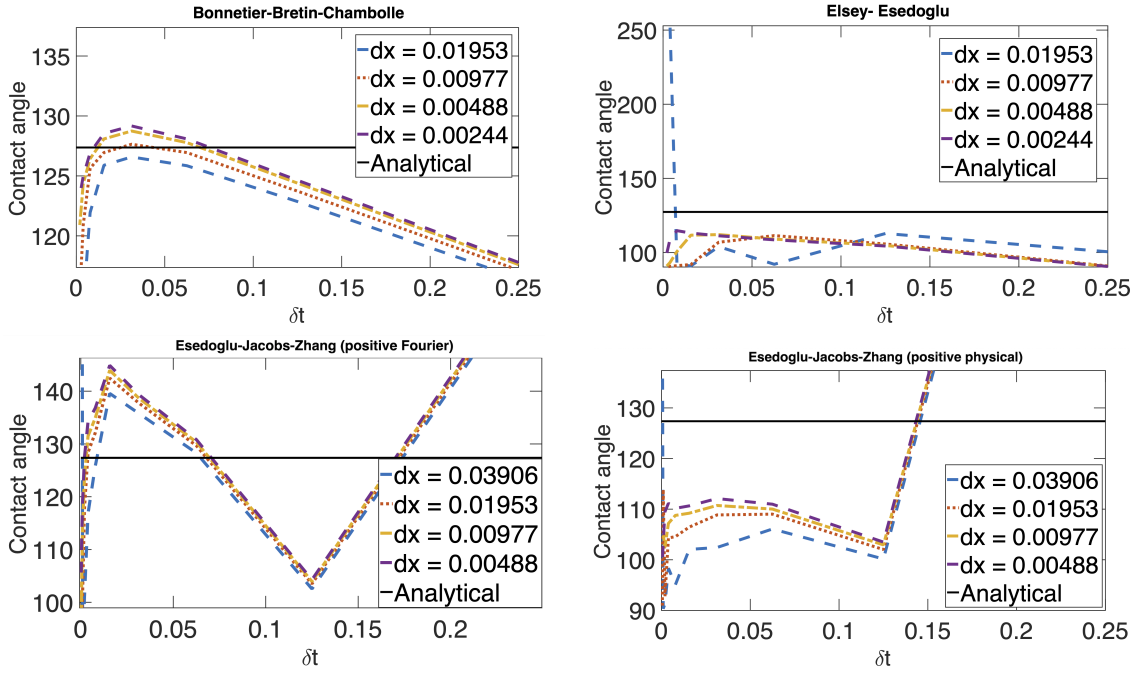 Bonnetier-Bretin-Chambolle
Contact angle
135
130
125
120
0
0.05
0.1
0.15
0.2
0.25
δt
dx = 0.01953
dx = 0.00977
dx = 0.00488
dx = 0.00244
Analytical
Elsey- Esedoglu
Contact angle
250
200
150
100
0
0.05
0.1
0.15
0.2
0.25
δt
dx = 0.01953
dx = 0.00977
dx = 0.00488
dx = 0.00244
Analytical
Esedoglu-Jacobs-Zhang (positive Fourier)
Contact angle
140
130
120
110
100
0
0.05
0.1
0.15
0.2
δt
dx = 0.03906
dx = 0.01953
dx = 0.00977
dx = 0.00488
Analytical
Esedoglu-Jacobs-Zhang (positive physical)
Contact angle
130
120
110
100
90
0
0.05
0.1
0.15
0.2
0.25
δt
dx = 0.03906
dx = 0.01953
dx = 0.00977
dx = 0.00488
Analytical